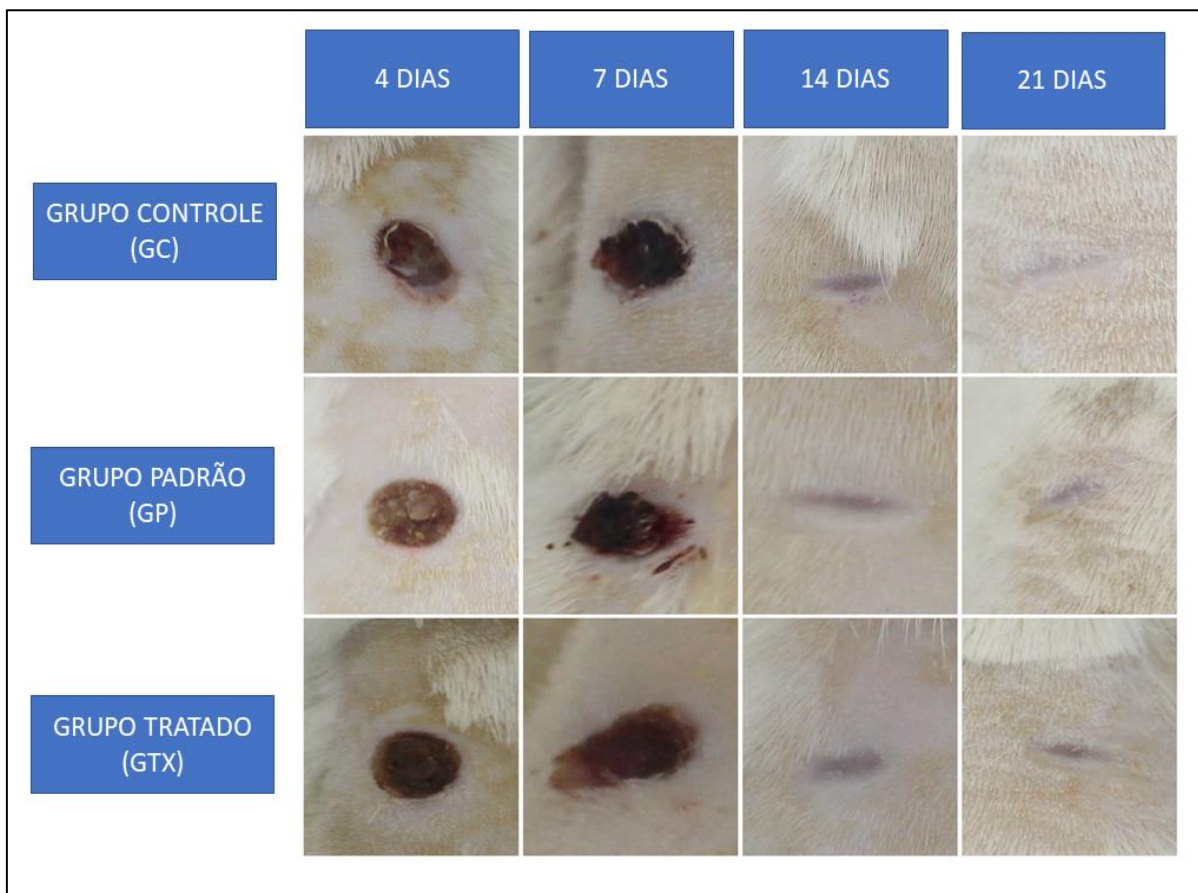 4 DIAS
7 DIAS
14 DIAS
21 DIAS
GRUPO CONTROLE
(GC)
GRUPO PADRÃO
(GP)
GRUPO TRATADO
(GTX)